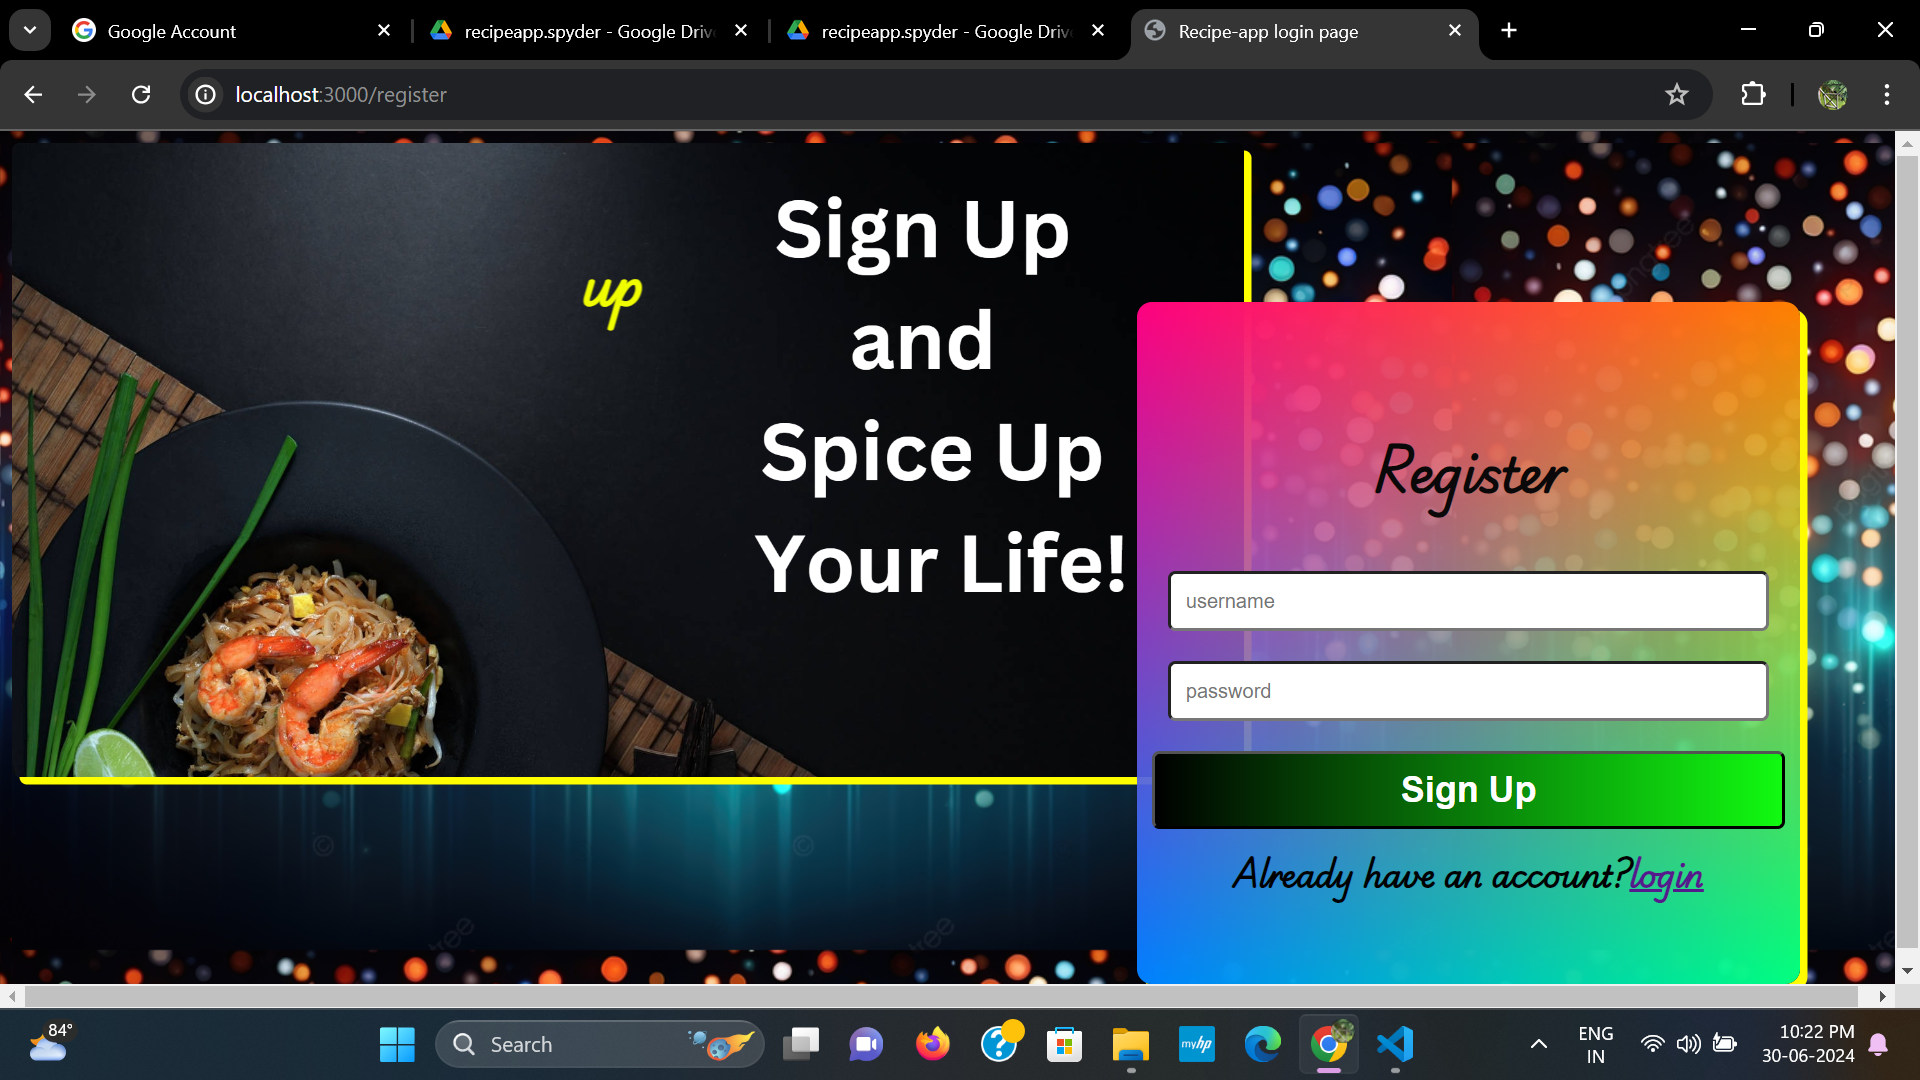 Google Account
recipeapp.spyder - Google Driv
recipeapp.spyder - Google Driv
Recipe-app login page
localhost:3000/register
Sign Up
up
and
Spice Up
Your Life!
Register
username
password
Sign Up
Already have an account?login
84°
Search
myhp
ENG
IN
10:22 PM
30-06-2024